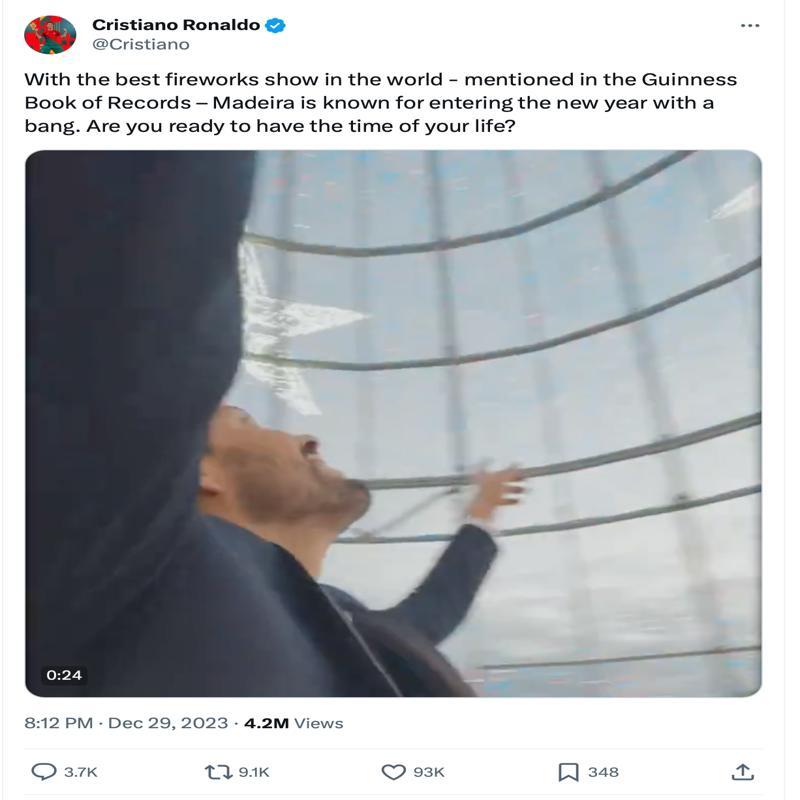 Cristiano Ronaldo
@Cristiano
With the best fireworks show in the world - mentioned in the Guinness
Book of Records – Madeira is known for entering the new year with a
bang. Are you ready to have the time of your life?
0:24
8:12 PM · Dec 29, 2023 · 4.2M Views
3.7K 9.1K 93K 348